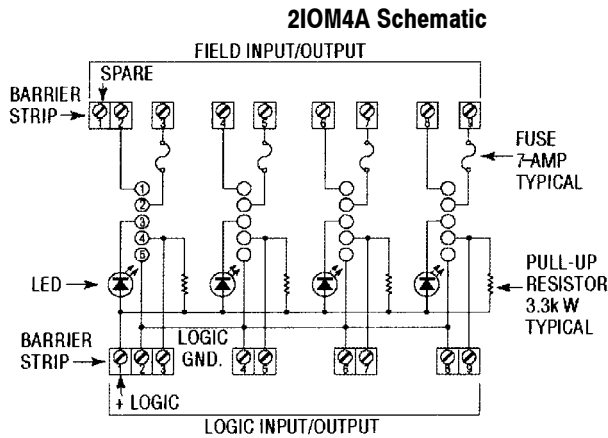 2IOM4A Schematic
FIELD INPUT/OUTPUT
SPARE
BARRIER
STRIP
1 2 3 4 5 6 7 8 9
FUSE
7-AMP
TYPICAL
1
2
3
4
5
LED
PULL-UP
RESISTOR
3.3k W
TYPICAL
BARRIER
STRIP
LOGIC
GND.
1 2 3 4 5 6 7 8 9
+ LOGIC
LOGIC INPUT/OUTPUT